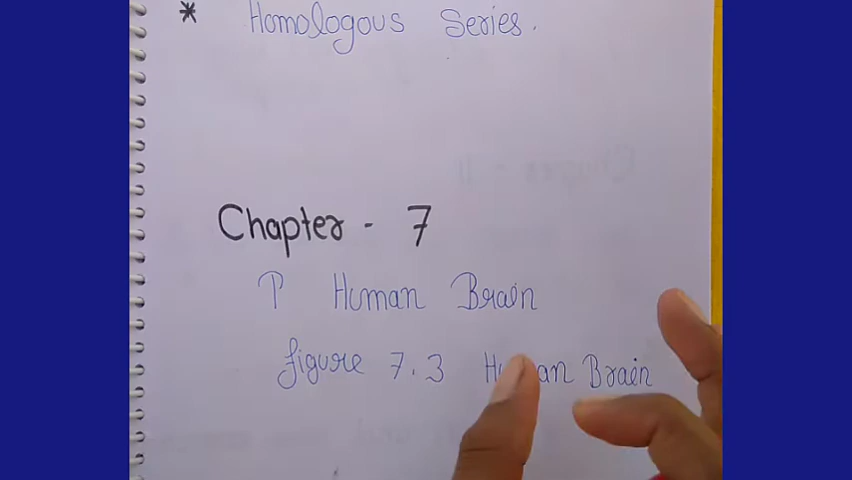 * Homologous Series.
Chapter - 7
P Human Brain
figure 7.3 Human Brain